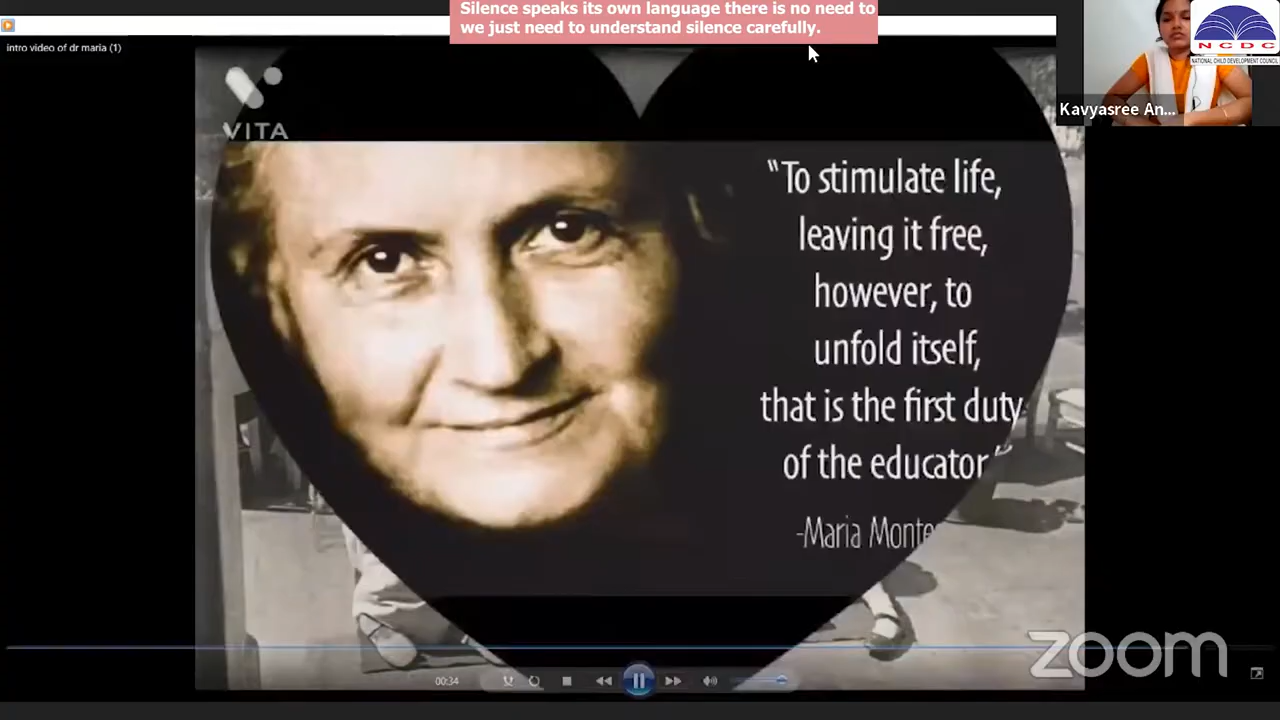 Silence speaks its own language there is no need to
we just need to understand silence carefully.
intro video of dr maria (1)
VITA
NCDC
NATIONAL CHILD DEVELOPMENT COUNCIL
Kavyasree An...
“To stimulate life,
leaving it free,
however, to
unfold itself,
that is the first duty
of the educator”
-Maria Monte
00:34
zoom